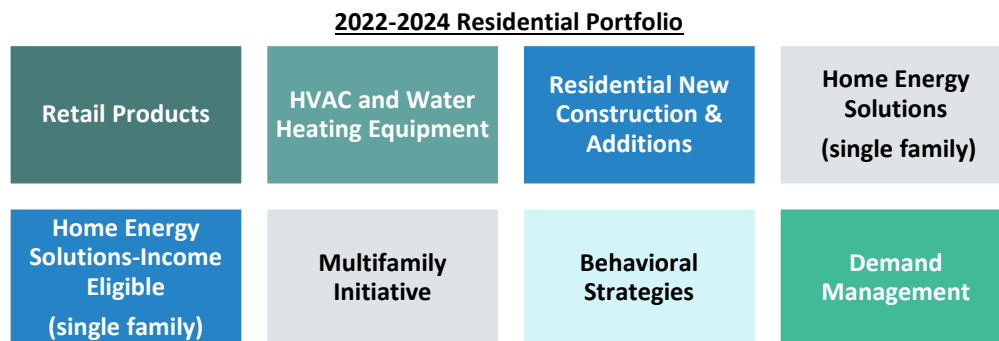 2022-2024 Residential Portfolio
Retail Products
HVAC and Water
Heating Equipment
Residential New
Construction &
Additions
Home Energy
Solutions
(single family)
Home Energy
Solutions-Income
Eligible
(single family)
Multifamily
Initiative
Behavioral
Strategies
Demand
Management